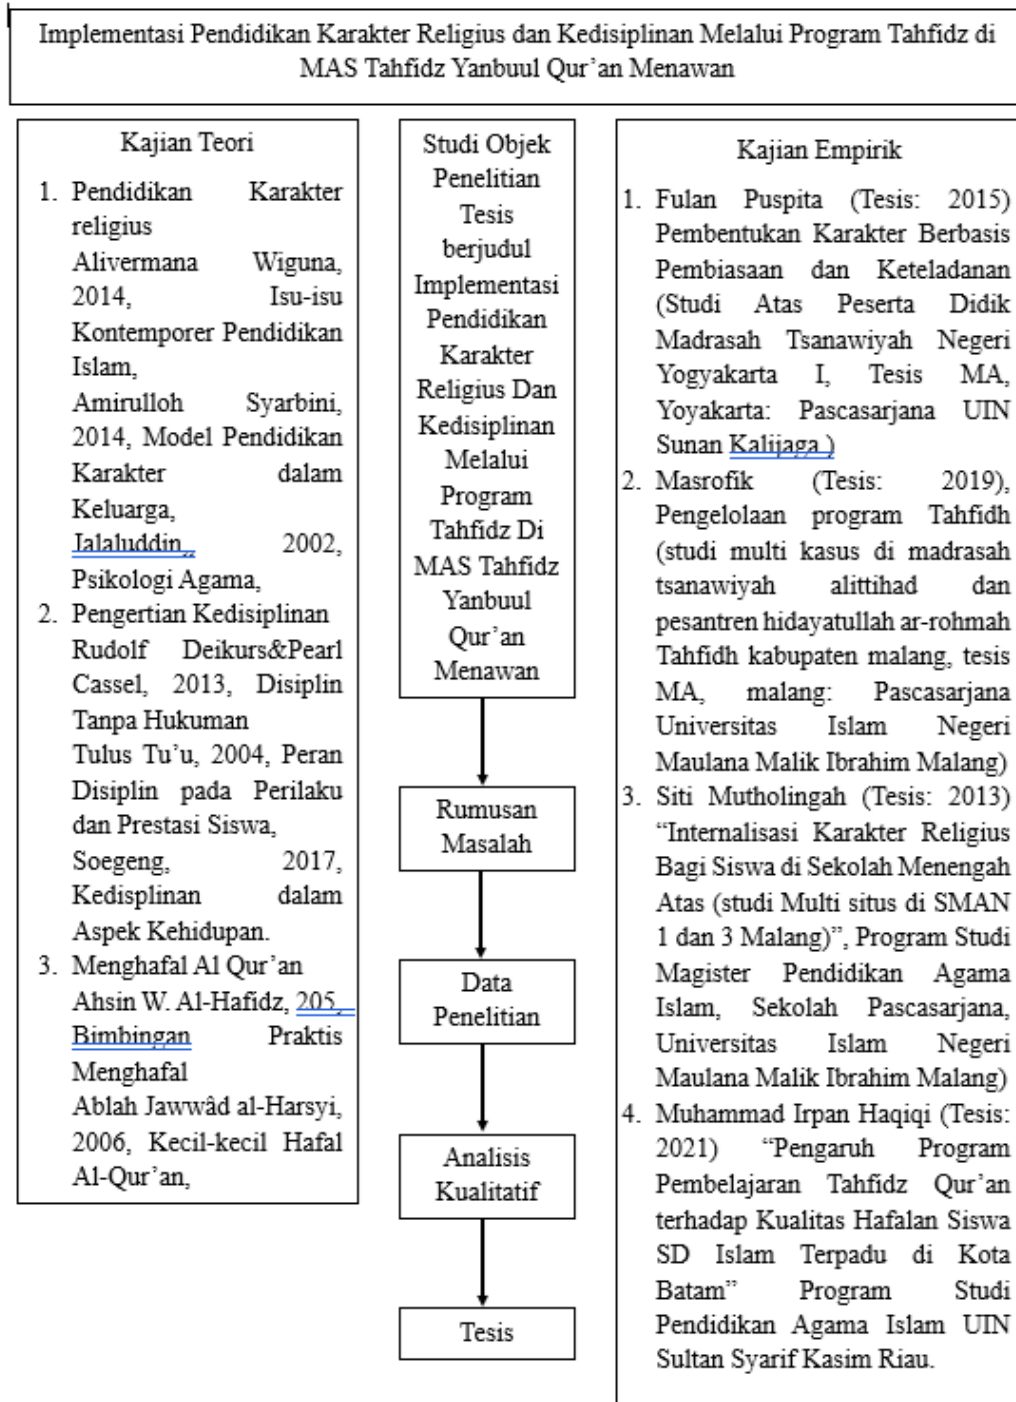 Implementasi Pendidikan Karakter Religius dan Kedisiplinan Melalui Program Tahfidz di
MAS Tahfidz Yanbuul Qur’an Menawan
Kajian Teori
1. Pendidikan Karakter
religius
Alivermana Wiguna,
2014, Isu-isu
Kontemporer Pendidikan
Islam,
Amirulloh Syarbini,
2014, Model Pendidikan
Karakter dalam
Keluarga,
Jalaluddin,, 2002,
Psikologi Agama,
2. Pengertian Kedisiplinan
Rudolf Deikurs&Pearl
Cassel, 2013, Disiplin
Tanpa Hukuman
Tulus Tu’u, 2004, Peran
Disiplin pada Perilaku
dan Prestasi Siswa,
Soegeng, 2017,
Kedisplinan dalam
Aspek Kehidupan.
3. Menghafal Al Qur’an
Ahsin W. Al-Hafidz, 205,
Bimbingan Praktis
Menghafal
Ablah Jawwâd al-Harsyi,
2006, Kecil-kecil Hafal
Al-Qur’an,
Studi Objek
Penelitian
Tesis
berjudul
Implementasi
Pendidikan
Karakter
Religius Dan
Kedisiplinan
Melalui
Program
Tahfidz Di
MAS Tahfidz
Yanbuul
Qur’an
Menawan
Rumusan
Masalah
Data
Penelitian
Analisis
Kualitatif
Tesis
Kajian Empirik
1. Fulan Puspita (Tesis: 2015)
Pembentukan Karakter Berbasis
Pembiasaan dan Keteladanan
(Studi Atas Peserta Didik
Madrasah Tsanawiyah Negeri
Yogyakarta I, Tesis MA,
Yoyakarta: Pascasarjana UIN
Sunan Kalijaga )
2. Masrofik (Tesis: 2019),
Pengelolaan program Tahfidh
(studi multi kasus di madrasah
tsanawiyah alittihad dan
pesantren hidayatullah ar-rohmah
Tahfidh kabupaten malang, tesis
MA, malang: Pascasarjana
Universitas Islam Negeri
Maulana Malik Ibrahim Malang)
3. Siti Mutholingah (Tesis: 2013)
“Internalisasi Karakter Religius
Bagi Siswa di Sekolah Menengah
Atas (studi Multi situs di SMAN
1 dan 3 Malang)”, Program Studi
Magister Pendidikan Agama
Islam, Sekolah Pascasarjana,
Universitas Islam Negeri
Maulana Malik Ibrahim Malang)
4. Muhammad Irpan Haqiqi (Tesis:
2021) “Pengaruh Program
Pembelajaran Tahfidz Qur’an
terhadap Kualitas Hafalan Siswa
SD Islam Terpadu di Kota
Batam” Program Studi
Pendidikan Agama Islam UIN
Sultan Syarif Kasim Riau.